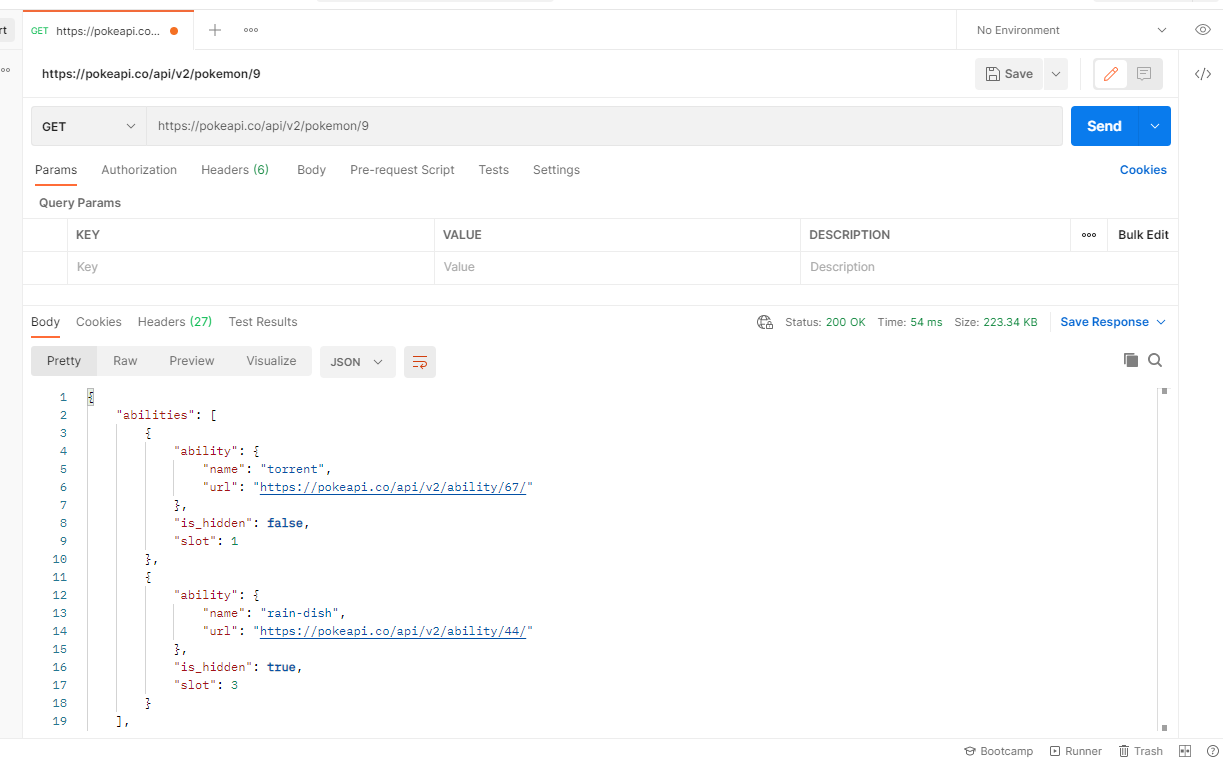 rt GET https://pokeapi.co... No Environment
https://pokeapi.co/api/v2/pokemon/9 Save
GET https://pokeapi.co/api/v2/pokemon/9 Send
Params Authorization Headers (6) Body Pre-request Script Tests Settings Cookies
Query Params
KEY VALUE DESCRIPTION Bulk Edit
Key Value Description
Body Cookies Headers (27) Test Results Status: 200 OK Time: 54 ms Size: 223.34 KB Save Response
Pretty Raw Preview Visualize JSON
1 {
2 "abilities": [
3 {
4 "ability": {
5 "name": "torrent",
6 "url": "https://pokeapi.co/api/v2/ability/67/"
7 },
8 "is_hidden": false,
9 "slot": 1
10 },
11 {
12 "ability": {
13 "name": "rain-dish",
14 "url": "https://pokeapi.co/api/v2/ability/44/"
15 },
16 "is_hidden": true,
17 "slot": 3
18 }
19 ],
Bootcamp Runner Trash